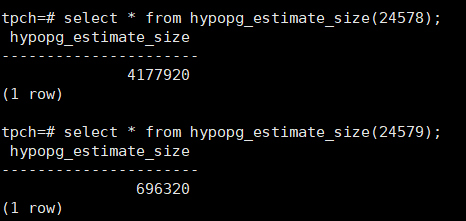 tpch=# select * from hypopg_estimate_size(24578);
 hypopg_estimate_size
----------------------
              4177920
(1 row)

tpch=# select * from hypopg_estimate_size(24579);
 hypopg_estimate_size
----------------------
               696320
(1 row)